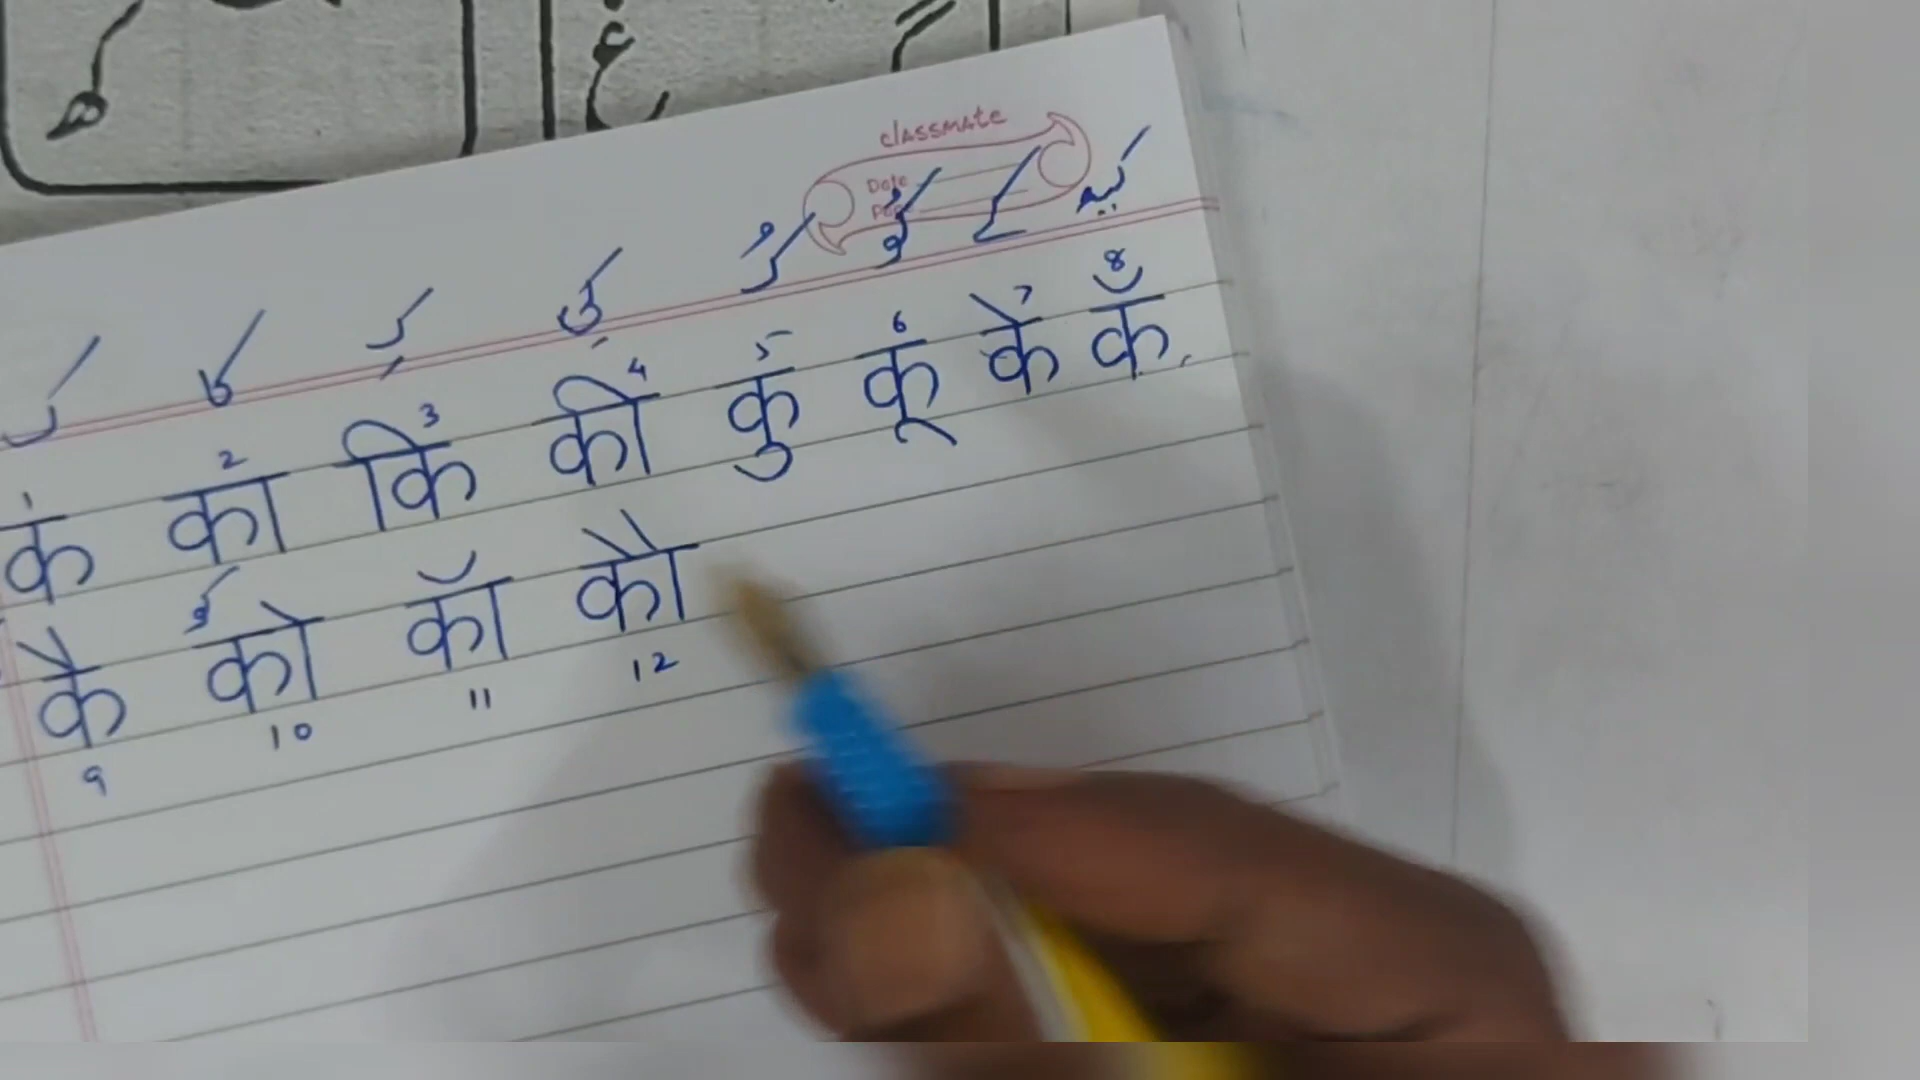 ع
classmate
Date
Page
ک کا کِ کی کُ کو کے
1 2 3 4 5 6 7 8
क का कि की कु कू के कॅ
कै को कॉ कौ
9 10 11 12